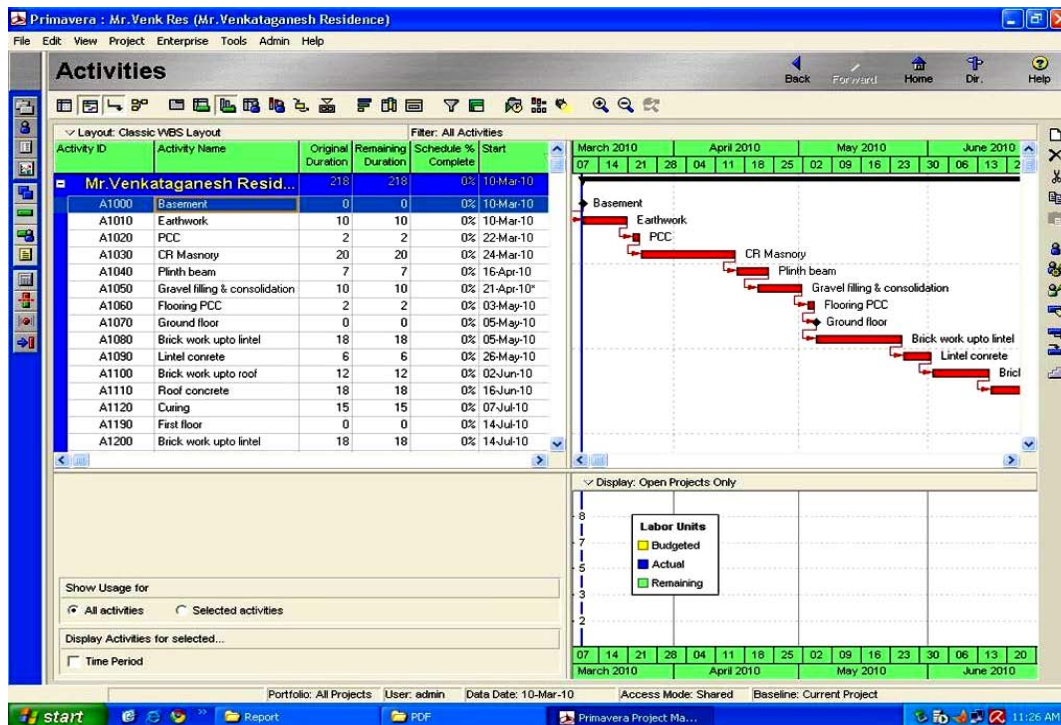 Primavera : Mr.Venk Res (Mr.Venkataganesh Residence)
File Edit View Project Enterprise Tools Admin Help
Activities
Back Forward Home Dir. Help
Layout: Classic WBS Layout Filter: All Activities
Activity ID Activity Name Original Duration Remaining Duration Schedule % Complete Start
March 2010 April 2010 May 2010 June 2010
07 14 21 28 04 11 18 25 02 09 16 23 30 06 13
Mr.Venkataganesh Resid... 218 218 0% 10-Mar-10
A1000 Basement 0 0 0% 10-Mar-10 Basement
A1010 Earthwork 10 10 0% 10-Mar-10 Earthwork
A1020 PCC 2 2 0% 22-Mar-10 PCC
A1030 CR Masnory 20 20 0% 24-Mar-10 CR Masnory
A1040 Plinth beam 7 7 0% 16-Apr-10 Plinth beam
A1050 Gravel filling & consolidation 10 10 0% 21-Apr-10* Gravel filling & consolidation
A1060 Flooring PCC 2 2 0% 03-May-10 Flooring PCC
A1070 Ground floor 0 0 0% 05-May-10 Ground floor
A1080 Brick work upto lintel 18 18 0% 05-May-10 Brick work upto lintel
A1090 Lintel conrete 6 6 0% 26-May-10 Lintel conrete
A1100 Brick work upto roof 12 12 0% 02-Jun-10 Bricl
A1110 Roof concrete 18 18 0% 16-Jun-10
A1120 Curing 15 15 0% 07-Jul-10
A1190 First floor 0 0 0% 14-Jul-10
A1200 Brick work upto lintel 18 18 0% 14-Jul-10
Display: Open Projects Only
8
7
5
3
2
Labor Units
Budgeted
Actual
Remaining
Show Usage for
All activities Selected activities
Display Activities for selected...
Time Period
07 14 21 28 04 11 18 25 02 09 16 23 30 06 13 20
March 2010 April 2010 May 2010 June 2010
Portfolio: All Projects User: admin Data Date: 10-Mar-10 Access Mode: Shared Baseline: Current Project
start Report PDF Primavera Project Ma... 11:26 AM